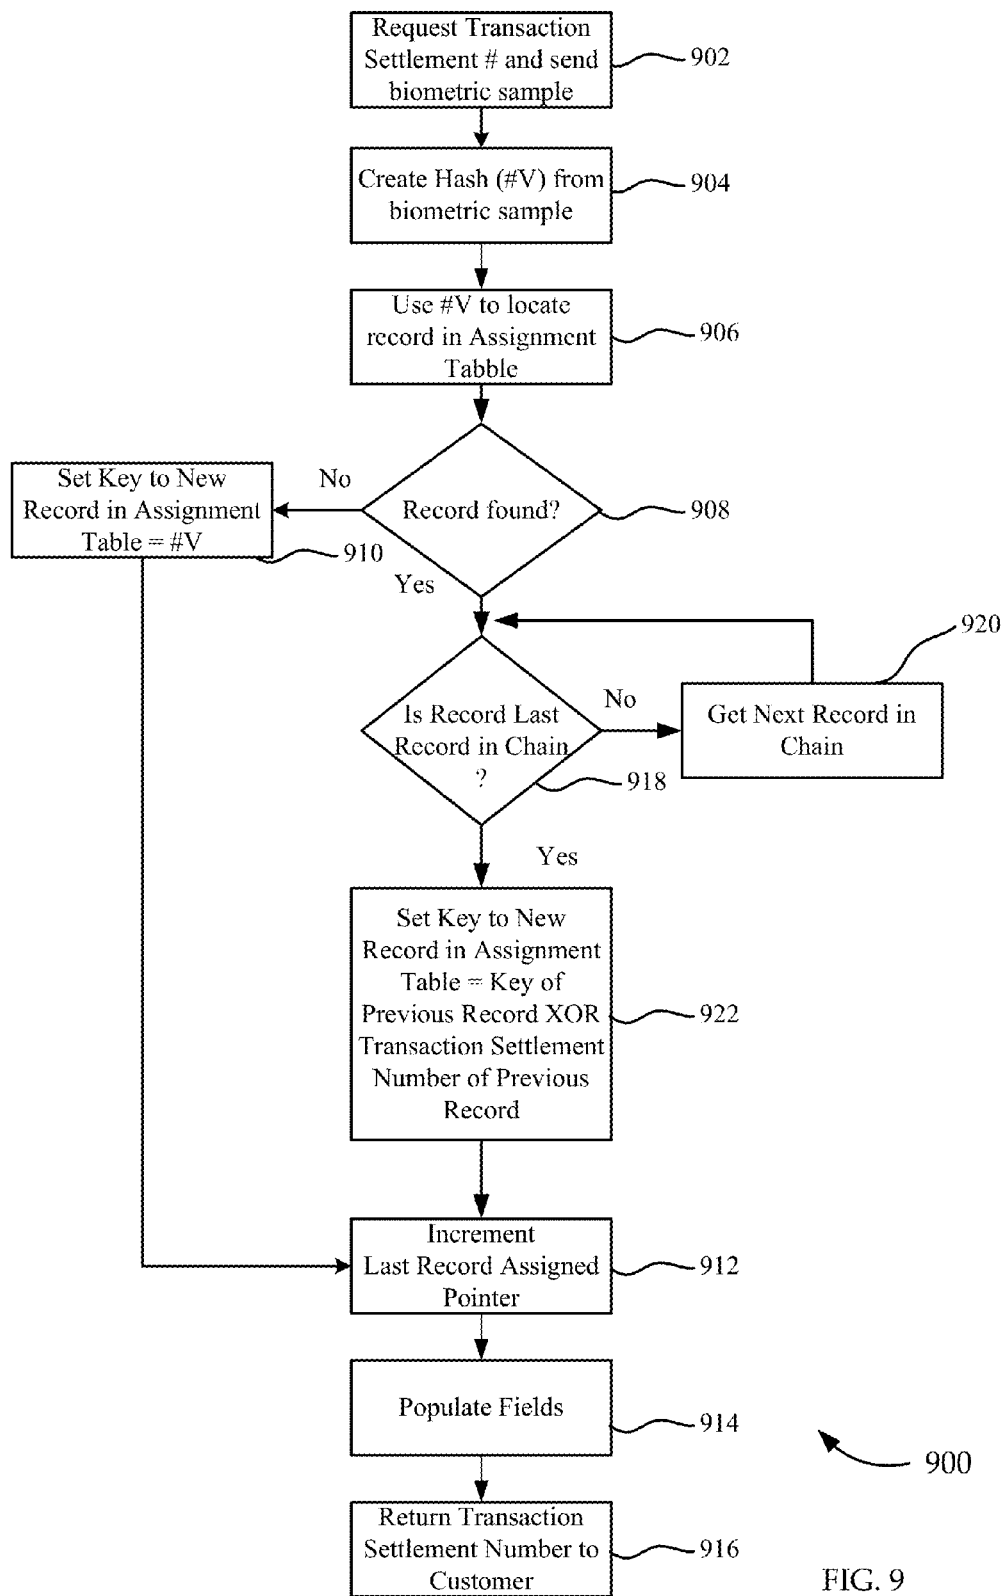 Request Transaction
Settlement # and send
biometric sample
902
Create Hash (#V) from
biometric sample
904
Use #V to locate
record in Assignment
Tabble
906
Record found?
908
No
Set Key to New
Record in Assignment
Table = #V
910
Yes
Is Record Last
Record in Chain
?
918
No
Get Next Record in
Chain
920
Yes
Set Key to New
Record in Assignment
Table = Key of
Previous Record XOR
Transaction Settlement
Number of Previous
Record
922
Increment
Last Record Assigned
Pointer
912
Populate Fields
914
900
Return Transaction
Settlement Number to
Customer
916
FIG. 9